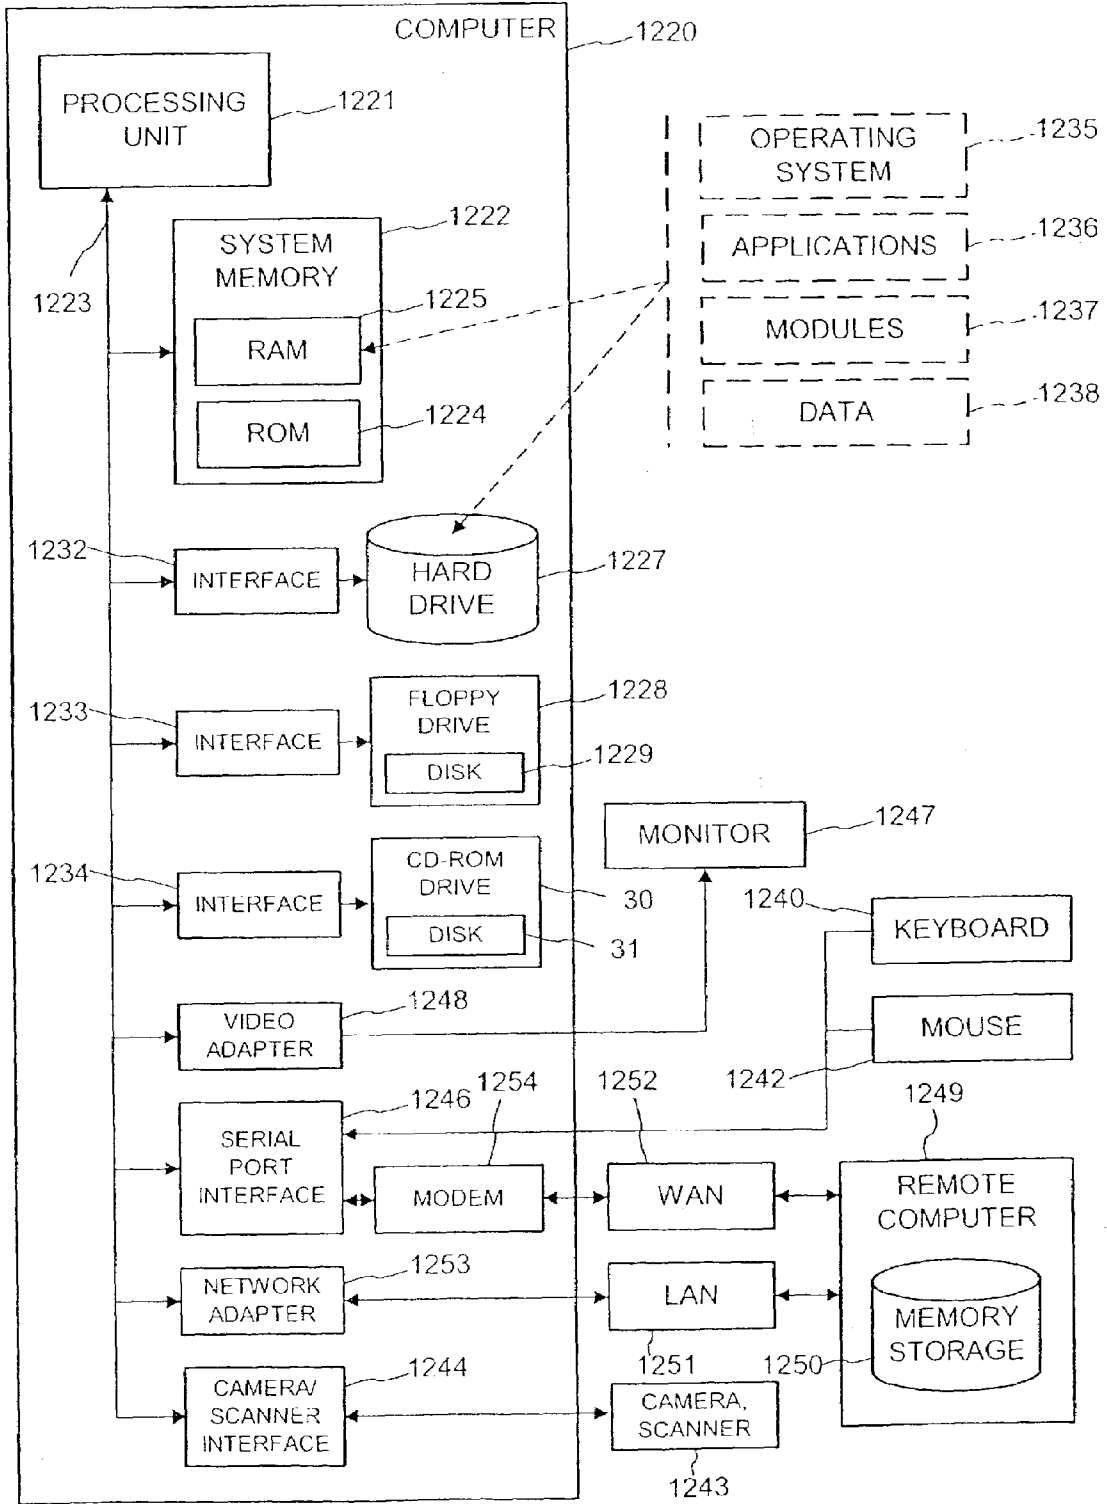 COMPUTER
1220
PROCESSING
UNIT
1221
1223
SYSTEM
MEMORY
1222
RAM
1225
ROM
1224
OPERATING
SYSTEM
1235
APPLICATIONS
1236
MODULES
1237
DATA
1238
1232
INTERFACE
HARD
DRIVE
1227
1233
INTERFACE
FLOPPY
DRIVE
1228
DISK
1229
1234
INTERFACE
CD-ROM
DRIVE
30
DISK
31
MONITOR
1247
1240
KEYBOARD
MOUSE
1242
VIDEO
ADAPTER
1248
SERIAL
PORT
INTERFACE
1246
MODEM
1254
WAN
1252
REMOTE
COMPUTER
1249
MEMORY
STORAGE
1250
NETWORK
ADAPTER
1253
LAN
1251
CAMERA/
SCANNER
INTERFACE
1244
CAMERA,
SCANNER
1243